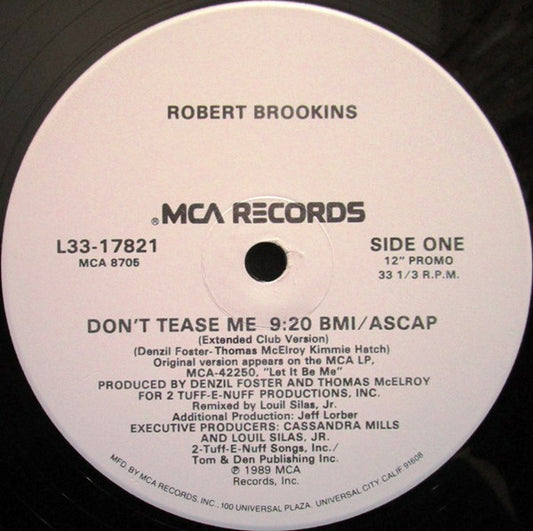 ROBERT BROOKINS
®MCA RECORDS
L33-17821
MCA 8705
SIDE ONE
12" PROMO
33 1/3 R.P.M.
DON'T TEASE ME 9:20 BMI/ASCAP
(Extended Club Version)
(Denzil Foster-Thomas McElroy Kimmie Hatch)
Original version appears on the MCA LP,
MCA-42250, "Let It Be Me"
PRODUCED BY DENZIL FOSTER AND THOMAS McELROY
FOR 2 TUFF-E-NUFF PRODUCTIONS, INC.
Remixed by Louil Silas, Jr.
Additional Production: Jeff Lorber
EXECUTIVE PRODUCERS: CASSANDRA MILLS
AND LOUIL SILAS, JR.
2-Tuff-E-Nuff Songs, Inc./
Tom & Den Publishing Inc.
℗ 1989 MCA
Records, Inc.
MFD. BY MCA RECORDS, INC., 100 UNIVERSAL PLAZA, UNIVERSAL CITY, CALIF. 91608